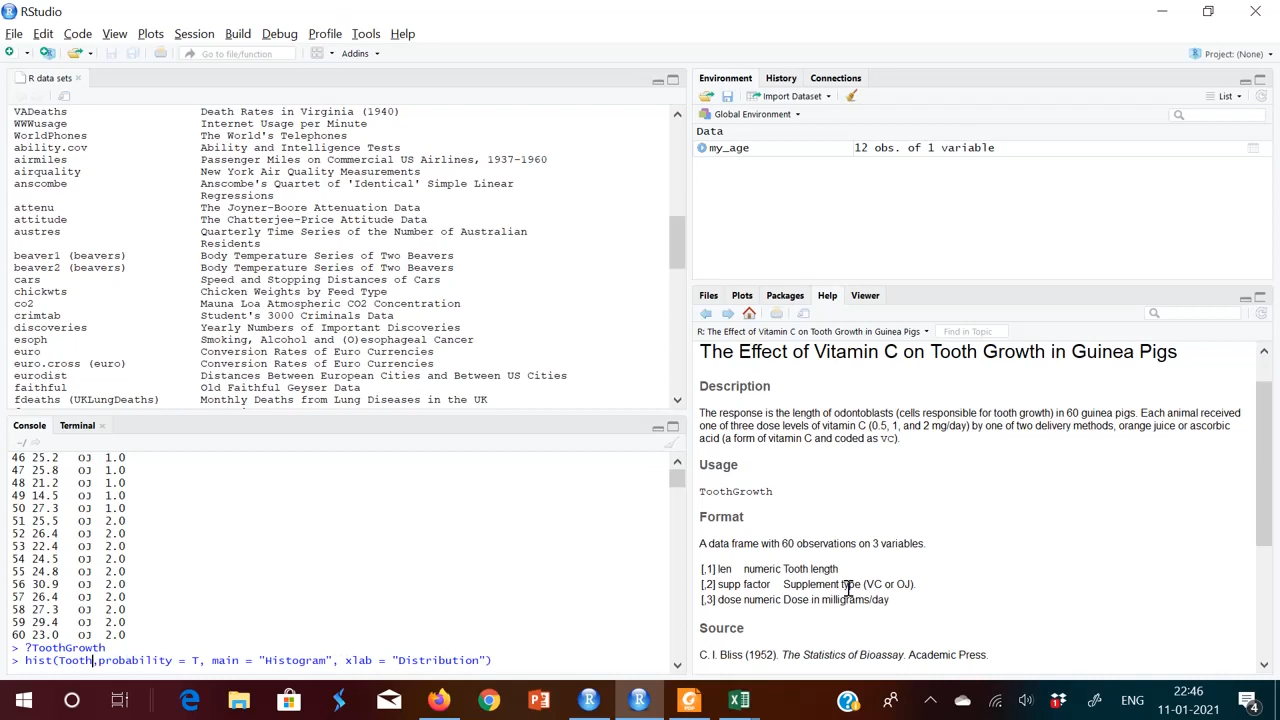 RStudio
File Edit Code View Plots Session Build Debug Profile Tools Help
Go to file/function Addins Project: (None)
R data sets
VADeaths Death Rates in Virginia (1940)
WWWusage Internet Usage per Minute
WorldPhones The World's Telephones
ability.cov Ability and Intelligence Tests
airmiles Passenger Miles on Commercial US Airlines, 1937-1960
airquality New York Air Quality Measurements
anscombe Anscombe's Quartet of 'Identical' Simple Linear
Regressions
attenu The Joyner-Boore Attenuation Data
attitude The Chatterjee-Price Attitude Data
austres Quarterly Time Series of the Number of Australian
Residents
beaver1 (beavers) Body Temperature Series of Two Beavers
beaver2 (beavers) Body Temperature Series of Two Beavers
cars Speed and Stopping Distances of Cars
chickwts Chicken Weights by Feed Type
co2 Mauna Loa Atmospheric CO2 Concentration
crimtab Student's 3000 Criminals Data
discoveries Yearly Numbers of Important Discoveries
esoph Smoking, Alcohol and (O)esophageal Cancer
euro Conversion Rates of Euro Currencies
euro.cross (euro) Conversion Rates of Euro Currencies
eurodist Distances Between European Cities and Between US Cities
faithful Old Faithful Geyser Data
fdeaths (UKLungDeaths) Monthly Deaths from Lung Diseases in the UK
Console Terminal
~/
46 25.2 OJ 1.0
47 25.8 OJ 1.0
48 21.2 OJ 1.0
49 14.5 OJ 1.0
50 27.3 OJ 1.0
51 25.5 OJ 2.0
52 26.4 OJ 2.0
53 22.4 OJ 2.0
54 24.5 OJ 2.0
55 24.8 OJ 2.0
56 30.9 OJ 2.0
57 26.4 OJ 2.0
58 27.3 OJ 2.0
59 29.4 OJ 2.0
60 23.0 OJ 2.0
> ?ToothGrowth
> hist(Tooth,probability = T, main = "Histogram", xlab = "Distribution")
Environment History Connections
Import Dataset List
Global Environment
Data
my_age 12 obs. of 1 variable
Files Plots Packages Help Viewer
R: The Effect of Vitamin C on Tooth Growth in Guinea Pigs Find in Topic
The Effect of Vitamin C on Tooth Growth in Guinea Pigs
Description
The response is the length of odontoblasts (cells responsible for tooth growth) in 60 guinea pigs. Each animal received
one of three dose levels of vitamin C (0.5, 1, and 2 mg/day) by one of two delivery methods, orange juice or ascorbic
acid (a form of vitamin C and coded as VC).
Usage
ToothGrowth
Format
A data frame with 60 observations on 3 variables.
[,1] len numeric Tooth length
[,2] supp factor Supplement type (VC or OJ).
[,3] dose numeric Dose in milligrams/day
Source
C. I. Bliss (1952). The Statistics of Bioassay. Academic Press.
ENG
22:46
11-01-2021
4